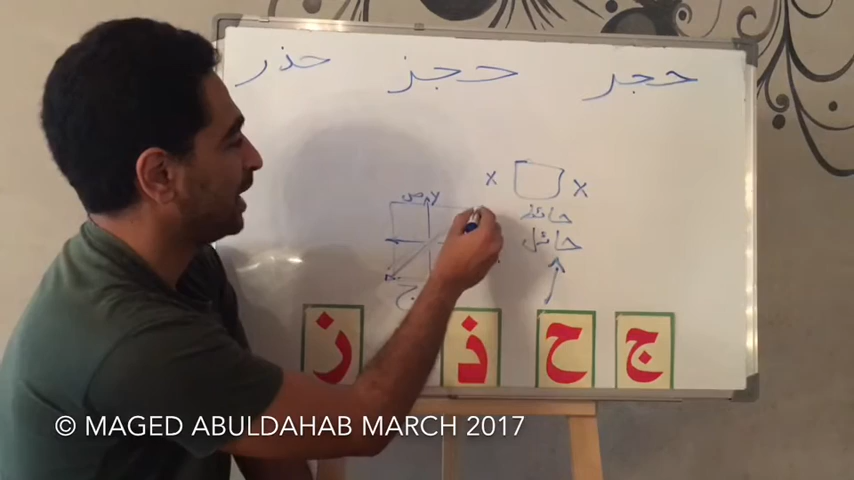 حجر حجز حذر
x x
ص y
حائط
حائل
ج
ج ح ذ ز
© MAGED ABULDAHAB MARCH 2017